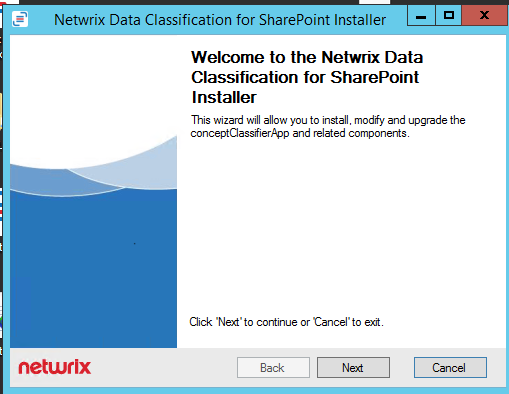 Netwrix Data Classification for SharePoint Installer
X
Welcome to the Netwrix Data
Classification for SharePoint
Installer
This wizard will allow you to install, modify and upgrade the
conceptClassifierApp and related components.
Click 'Next' to continue or 'Cancel' to exit.
netwrix
Back
Next
Cancel